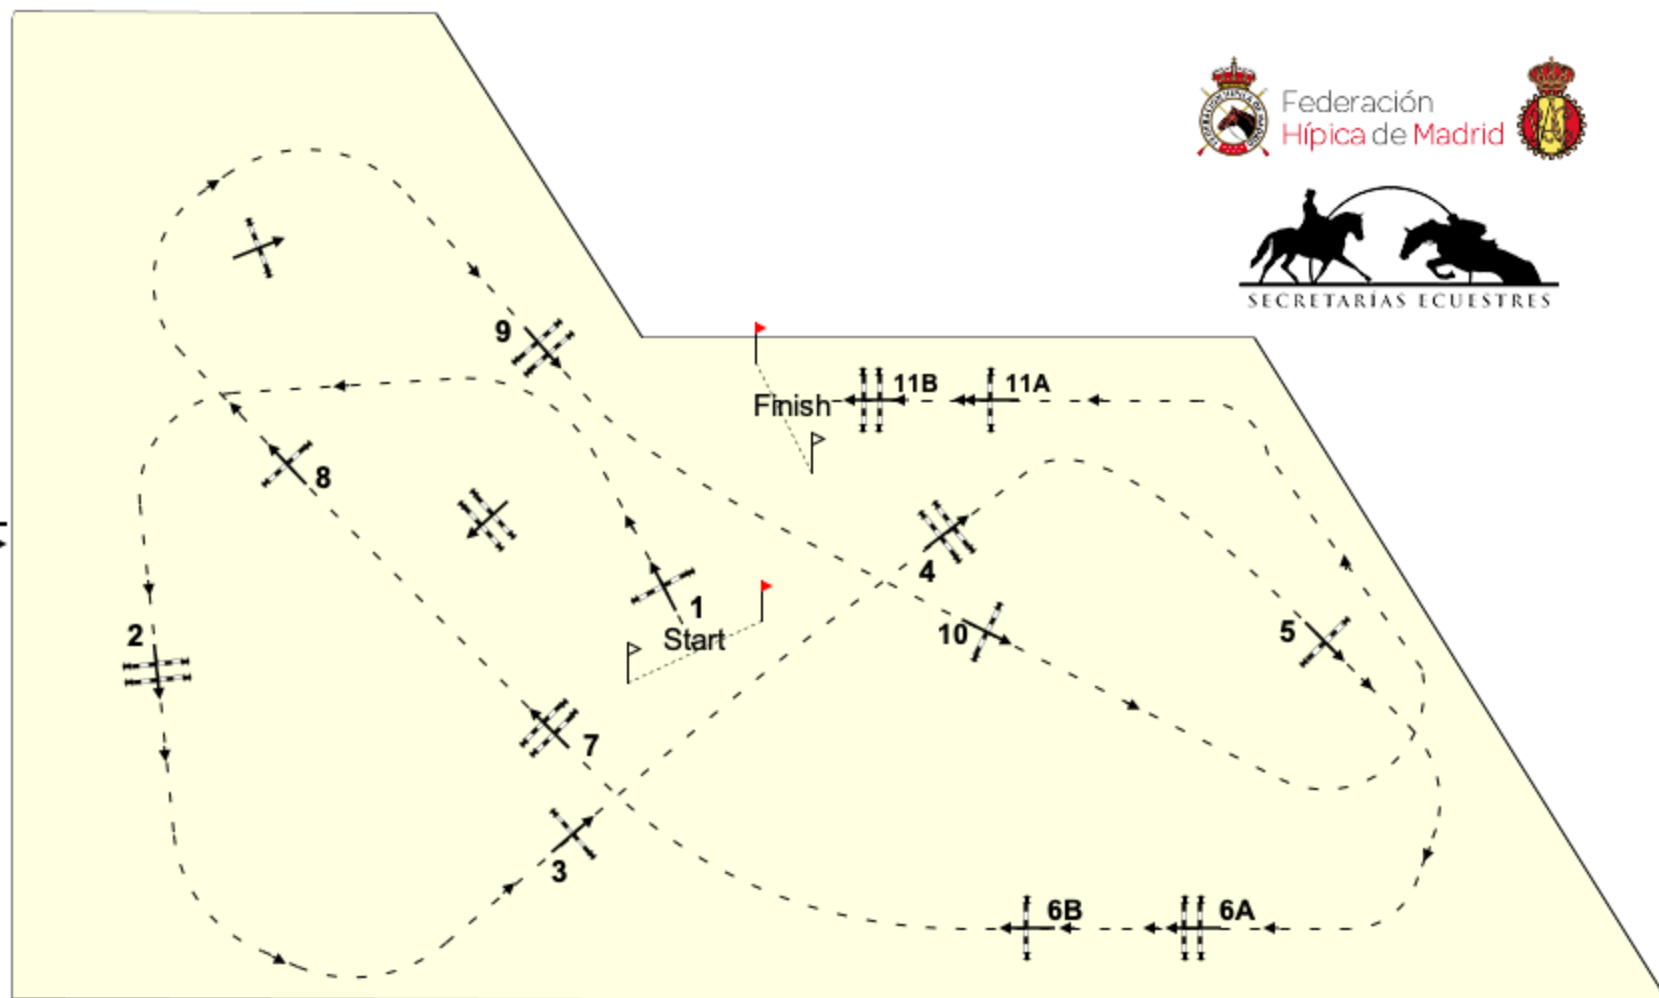 Federación
Hípica de Madrid
SECRETARÍAS ECUESTRES
9
11B
11A
Finish
8
4
1
10
5
2
Start
7
3
6B
6A